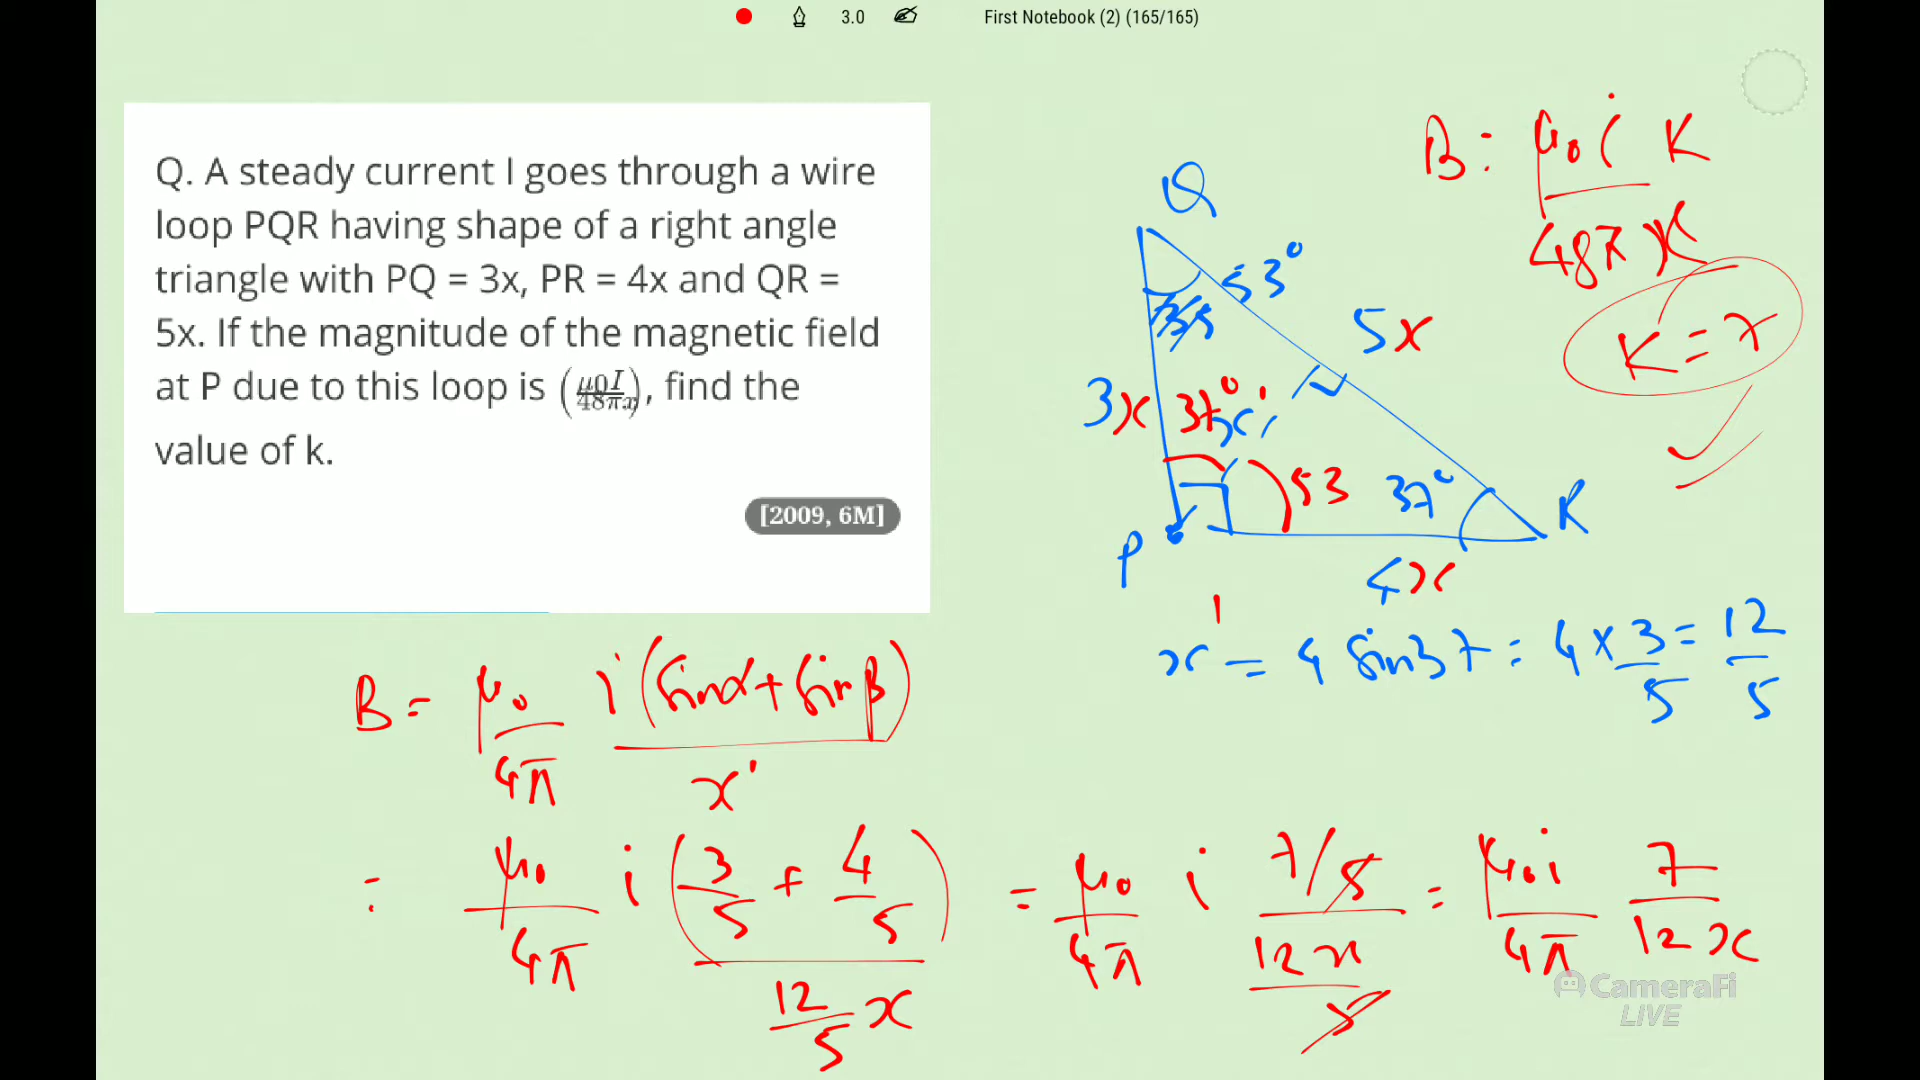 3.0 First Notebook (2) (165/165)
Q. A steady current I goes through a wire
loop PQR having shape of a right angle
triangle with PQ = 3x, PR = 4x and QR =
5x. If the magnitude of the magnetic field
at P due to this loop is (μ0I/48πx), find the
value of k.
[2009, 6M]
B: μ₀i K
48πx
K = 7
Q
53°
5x
3x
37°
x'
53
37°
R
P
4x
x' = 4 sin37 = 4 × 3/5 = 12/5
B = μ₀/4π i(sinα + sinβ)/x'
= μ₀/4π i (3/5 + 4/5)/(12/5 x) = μ₀/4π i (7/5)/(12x/5) = μ₀i/4π 7/12x
CameraFi
LIVE